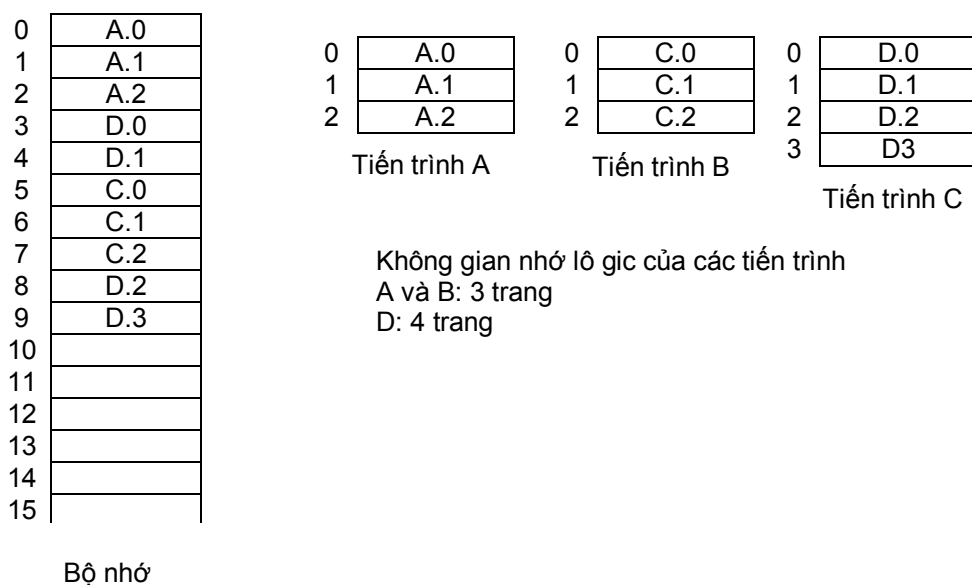 0 A.0
1 A.1
2 A.2
3 D.0
4 D.1
5 C.0
6 C.1
7 C.2
8 D.2
9 D.3
10
11
12
13
14
15
Bộ nhớ
0 A.0
1 A.1
2 A.2
Tiến trình A
0 C.0
1 C.1
2 C.2
Tiến trình B
0 D.0
1 D.1
2 D.2
3 D3
Tiến trình C
Không gian nhớ lô gic của các tiến trình
A và B: 3 trang
D: 4 trang